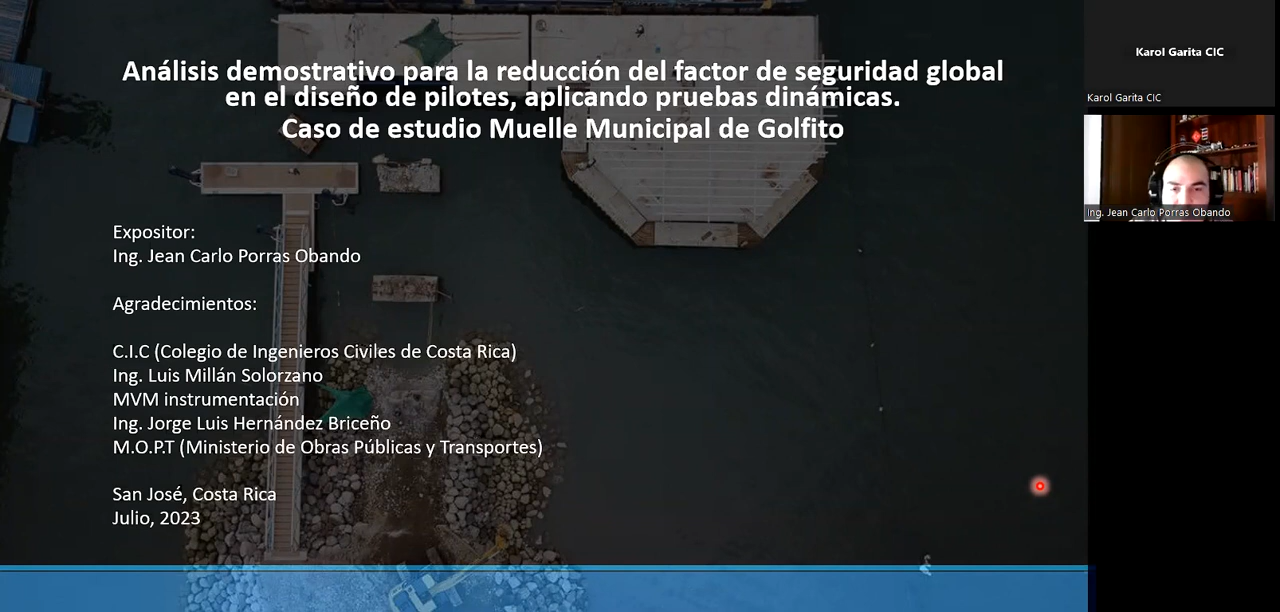 Análisis demostrativo para la reducción del factor de seguridad global
en el diseño de pilotes, aplicando pruebas dinámicas.
Caso de estudio Muelle Municipal de Golfito
Expositor:
Ing. Jean Carlo Porras Obando
Agradecimientos:
C.I.C (Colegio de Ingenieros Civiles de Costa Rica)
Ing. Luis Millán Solorzano
MVM instrumentación
Ing. Jorge Luis Hernández Briceño
M.O.P.T (Ministerio de Obras Públicas y Transportes)
San José, Costa Rica
Julio, 2023
Karol Garita CIC
Karol Garita CIC
Ing. Jean Carlo Porras Obando